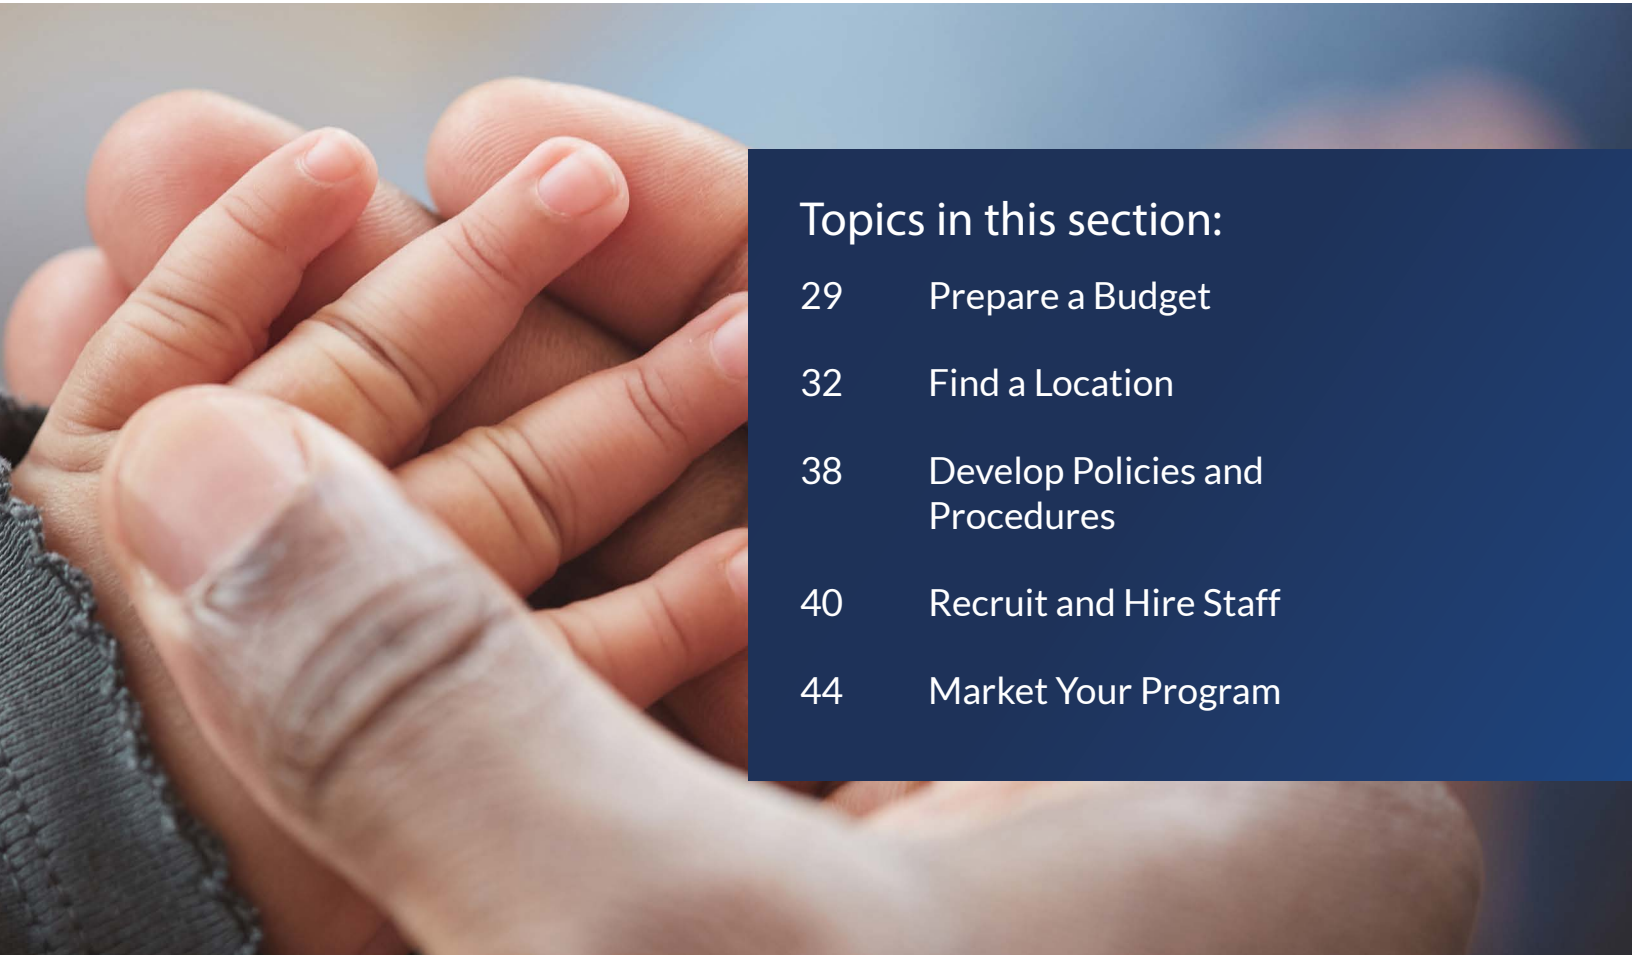 Topics in this section:
29 Prepare a Budget
32 Find a Location
38 Develop Policies and
Procedures
40 Recruit and Hire Staff
44 Market Your Program